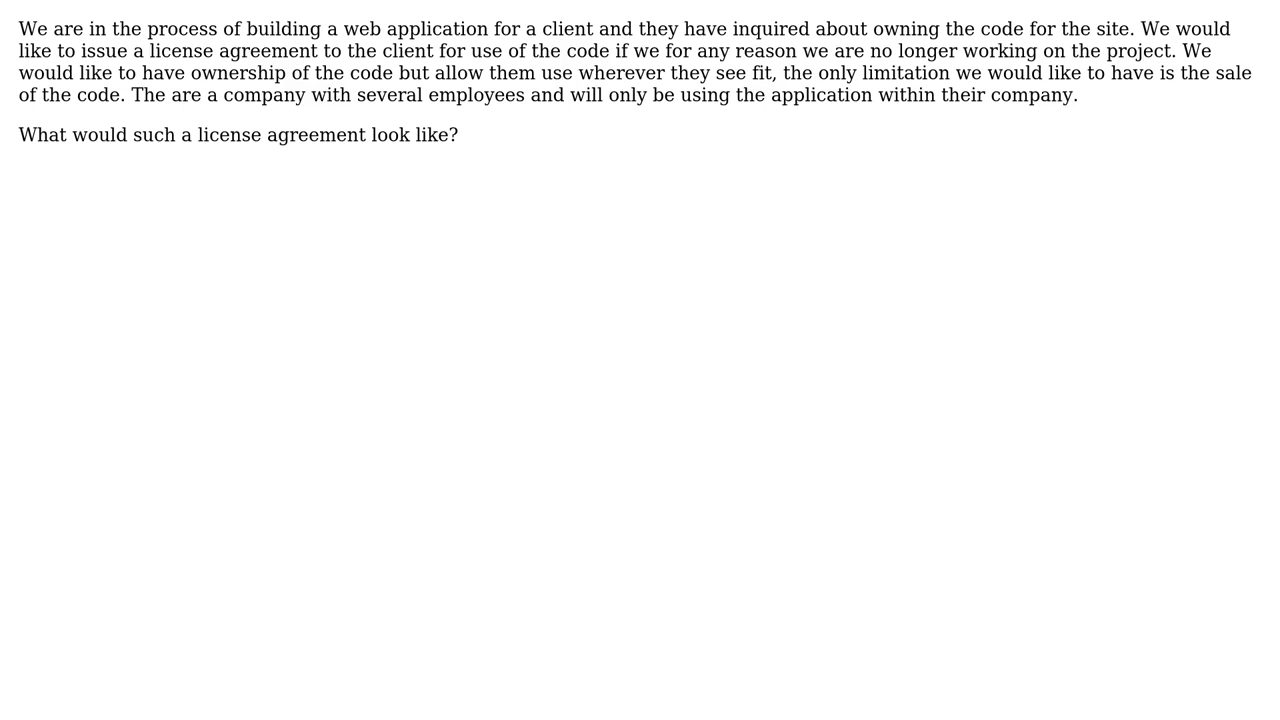 We are in the process of building a web application for a client and they have inquired about owning the code for the site. We would
like to issue a license agreement to the client for use of the code if we for any reason we are no longer working on the project. We
would like to have ownership of the code but allow them use wherever they see fit, the only limitation we would like to have is the sale
of the code. The are a company with several employees and will only be using the application within their company.
What would such a license agreement look like?